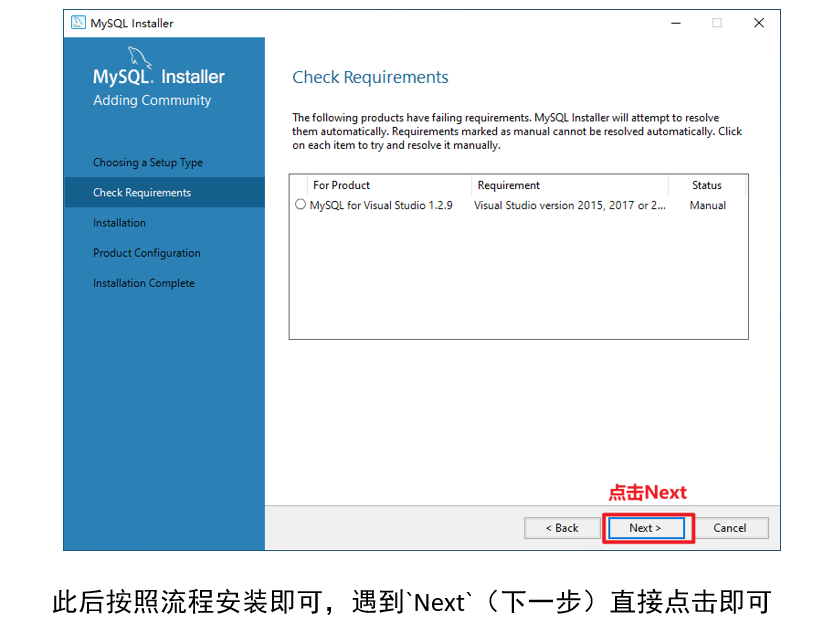 MySQL Installer
MySQL. Installer
Adding Community
Choosing a Setup Type
Check Requirements
Installation
Product Configuration
Installation Complete
Check Requirements
The following products have failing requirements. MySQL Installer will attempt to resolve
them automatically. Requirements marked as manual cannot be resolved automatically. Click
on each item to try and resolve it manually.
For Product Requirement Status
MySQL for Visual Studio 1.2.9 Visual Studio version 2015, 2017 or 2... Manual
点击Next
< Back Next > Cancel
此后按照流程安装即可，遇到`Next`（下一步）直接点击即可